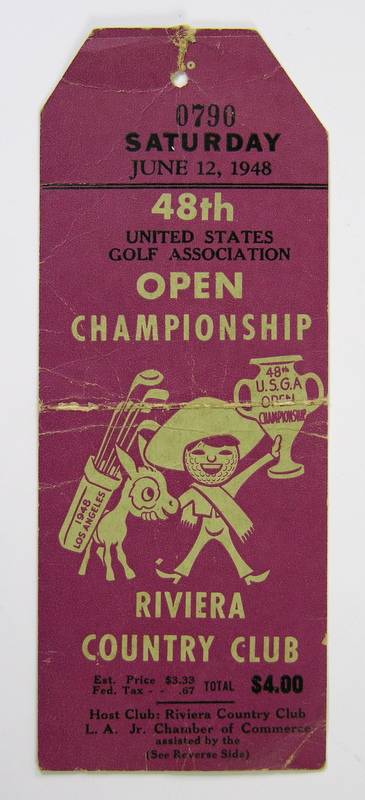 0790
SATURDAY
JUNE 12, 1948
48th
UNITED STATES
GOLF ASSOCIATION
OPEN
CHAMPIONSHIP
48th
U.S.G.A
OPEN
CHAMPIONSHIP
1948
LOS ANGELES
RIVIERA
COUNTRY CLUB
Est. Price $3.33
Fed. Tax - - .67 TOTAL $4.00
Host Club: Riviera Country Club
L. A. Jr. Chamber of Commerce
assisted by the
(See Reverse Side)